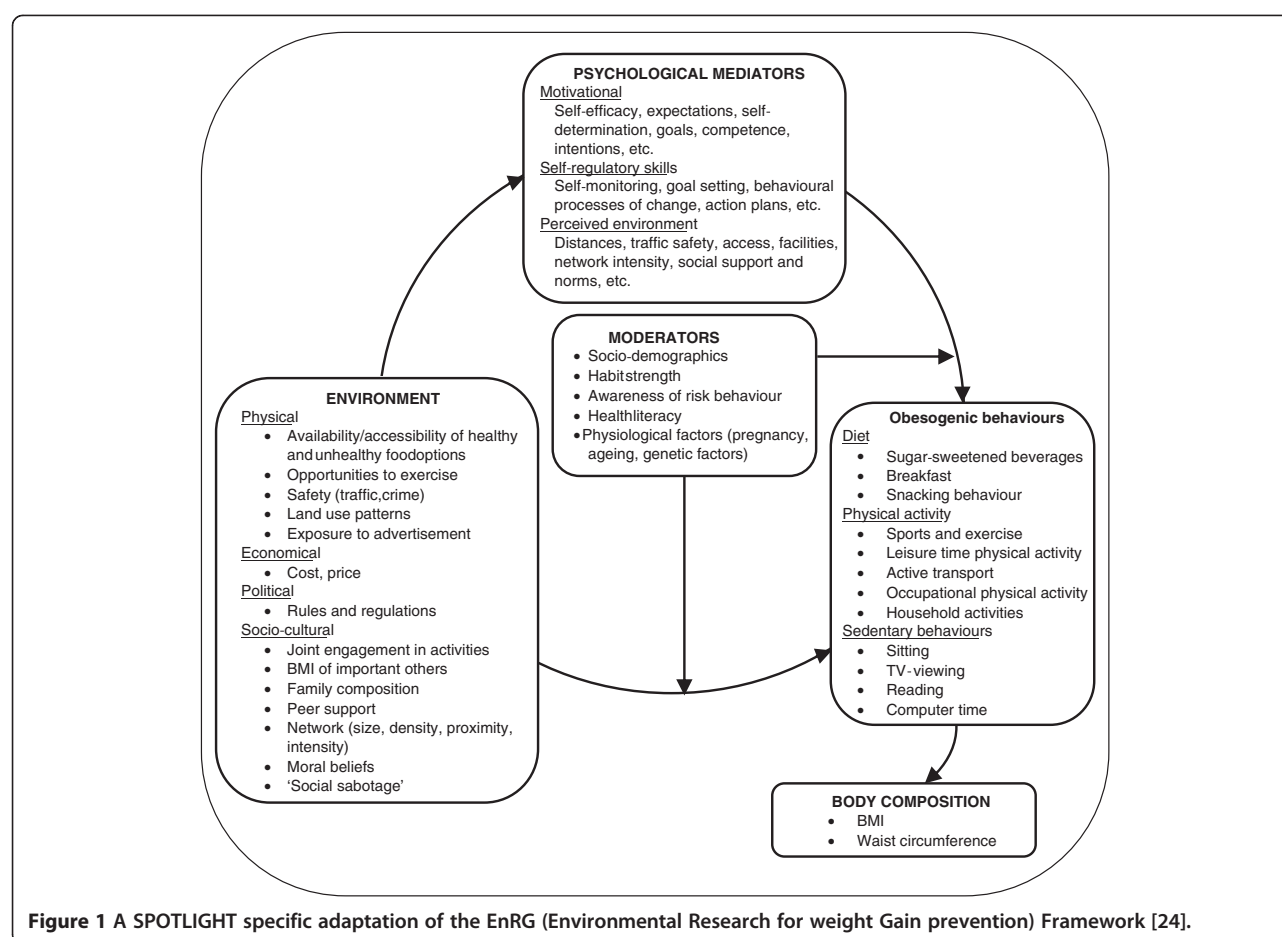 PSYCHOLOGICAL MEDIATORS
Motivational
Self-efficacy, expectations, self-
determination, goals, competence,
intentions, etc.
Self-regulatory skills
Self-monitoring, goal setting, behavioural
processes of change, action plans, etc.
Perceived environment
Distances, traffic safety, access, facilities,
network intensity, social support and
norms, etc.
MODERATORS
• Socio-demographics
• Habitstrength
• Awareness of risk behaviour
• Healthliteracy
•Physiological factors (pregnancy,
ageing, genetic factors)
ENVIRONMENT
Physical
• Availability/accessibility of healthy
andunhealthy foodoptions
• Opportunities to exercise
• Safety (traffic,crime)
• Land use patterns
• Exposure to advertisement
Economical
• Cost, price
Political
• Rules and regulations
Socio-cultural
• Joint engagement in activities
• BMI of important others
• Family composition
• Peer support
• Network (size, density, proximity,
intensity)
• Moral beliefs
• ‘Social sabotage’
Obesogenic behaviours
Diet
• Sugar-sweetened beverages
• Breakfast
• Snacking behaviour
Physical activity
• Sports and exercise
• Leisure time physical activity
• Active transport
• Occupational physical activity
• Household activities
Sedentary behaviours
• Sitting
• TV-viewing
• Reading
• Computer time
BODY COMPOSITION
• BMI
• Waist circumference
Figure 1 A SPOTLIGHT specific adaptation of the EnRG (Environmental Research for weight Gain prevention) Framework [24].